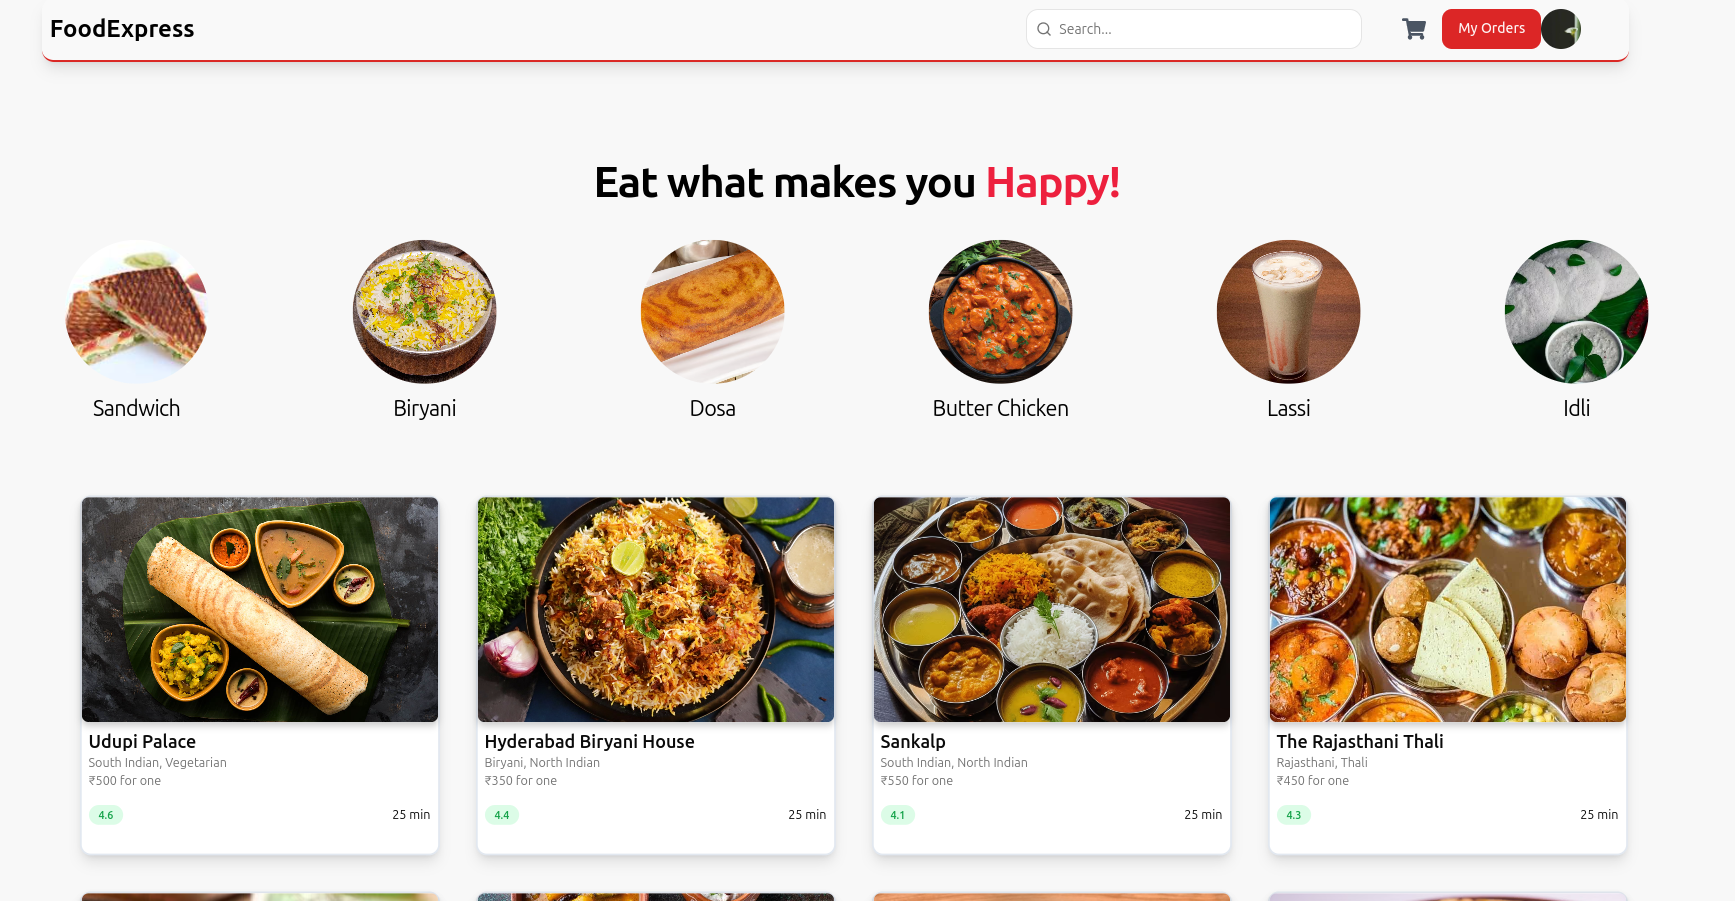 FoodExpress
Search...
My Orders
Eat what makes you Happy!
Sandwich
Biryani
Dosa
Butter Chicken
Lassi
Idli
Udupi Palace
South Indian, Vegetarian
₹500 for one
4.6
25 min
Hyderabad Biryani House
Biryani, North Indian
₹350 for one
4.4
25 min
Sankalp
South Indian, North Indian
₹550 for one
4.1
25 min
The Rajasthani Thali
Rajasthani, Thali
₹450 for one
4.3
25 min